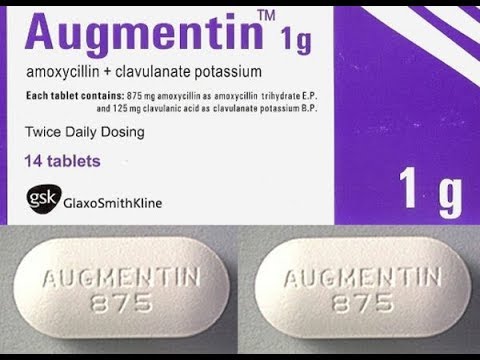 Augmentin™ 1g
amoxycillin + clavulanate potassium
Each tablet contains: 875 mg amoxycillin as amoxycillin trihydrate E.P.
and 125 mg clavulanic acid as clavulanate potassium B.P.
Twice Daily Dosing
14 tablets
gsk GlaxoSmithKline
1 g
AUGMENTIN
875
AUGMENTIN
875